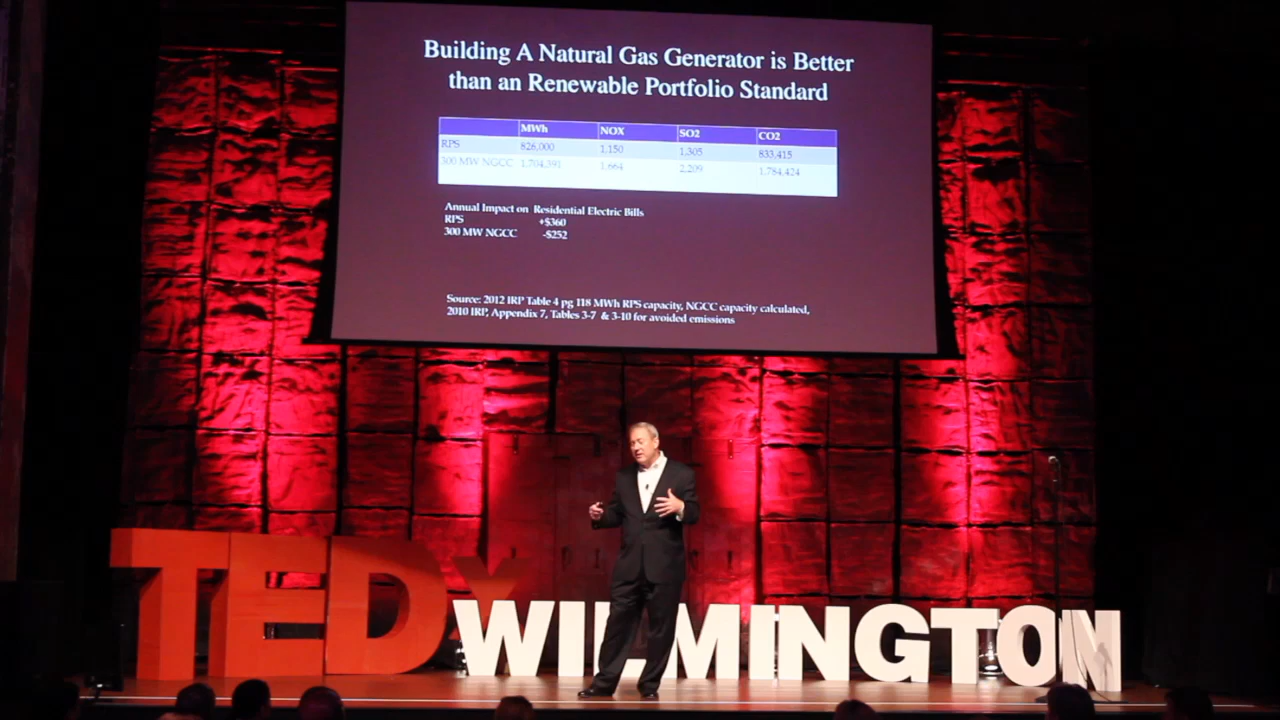 Building A Natural Gas Generator is Better
than an Renewable Portfolio Standard
MWh NOX SO2 CO2
RPS 826,000 1,150 1,305 833,415
300 MW NGCC 1,704,391 1,664 2,209 1,784,424
Annual Impact on Residential Electric Bills
RPS +$360
300 MW NGCC -$252
Source: 2012 IRP Table 4 pg 118 MWh RPS capacity, NGCC capacity calculated,
2010 IRP, Appendix 7, Tables 3-7 & 3-10 for avoided emissions
TEDx
WILMINGTON